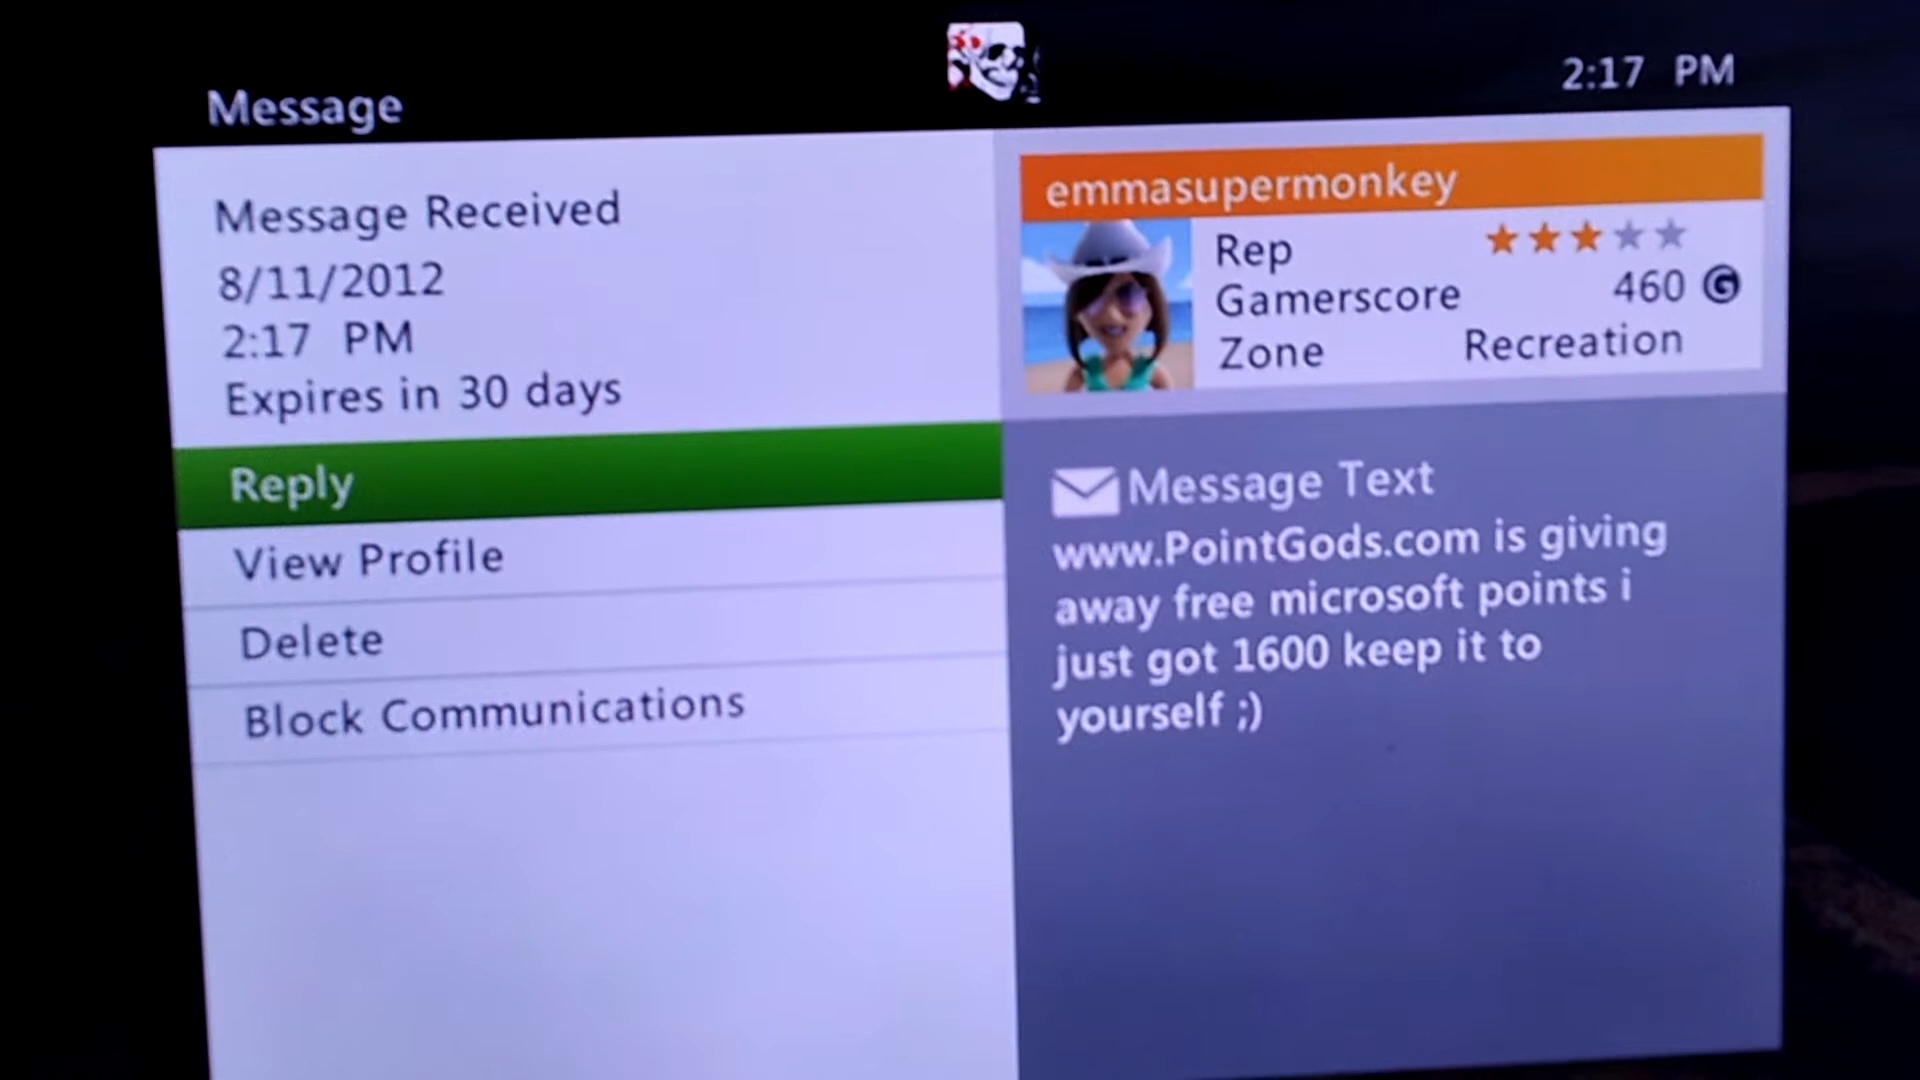 Message
2:17 PM
Message Received
8/11/2012
2:17 PM
Expires in 30 days
Reply
View Profile
Delete
Block Communications
emmasupermonkey
Rep
Gamerscore 460 G
Zone Recreation
Message Text
www.PointGods.com is giving
away free microsoft points i
just got 1600 keep it to
yourself ;)